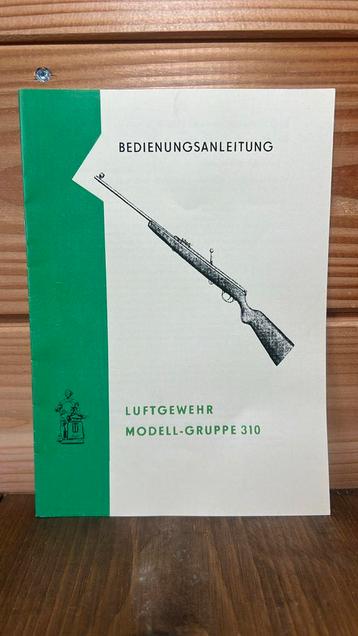 BEDIENUNGSANLEITUNG
LUFTGEWEHR
MODELL-GRUPPE 310